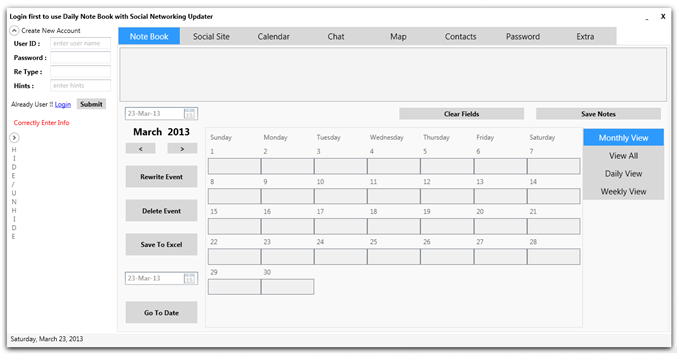 Login first to use Daily Note Book with Social Networking Updater _ X
Create New Account
User ID : enter user name
Password :
Re Type :
Hints : enter hints
Already User !! Login Submit
Correctly Enter Info
H
I
D
E
/
U
N
H
I
D
E
Note Book Social Site Calendar Chat Map Contacts Password Extra
23-Mar-13 15 Clear Fields Save Notes
March 2013
< >
Rewrite Event
Delete Event
Save To Excel
23-Mar-13 15
Go To Date
Sunday Monday Tuesday Wednesday Thursday Friday Saturday
1 2 3 4 5 6 7
8 9 10 11 12 13 14
15 16 17 18 19 20 21
22 23 24 25 26 27 28
29 30
Monthly View
View All
Daily View
Weekly View
Saturday, March 23, 2013